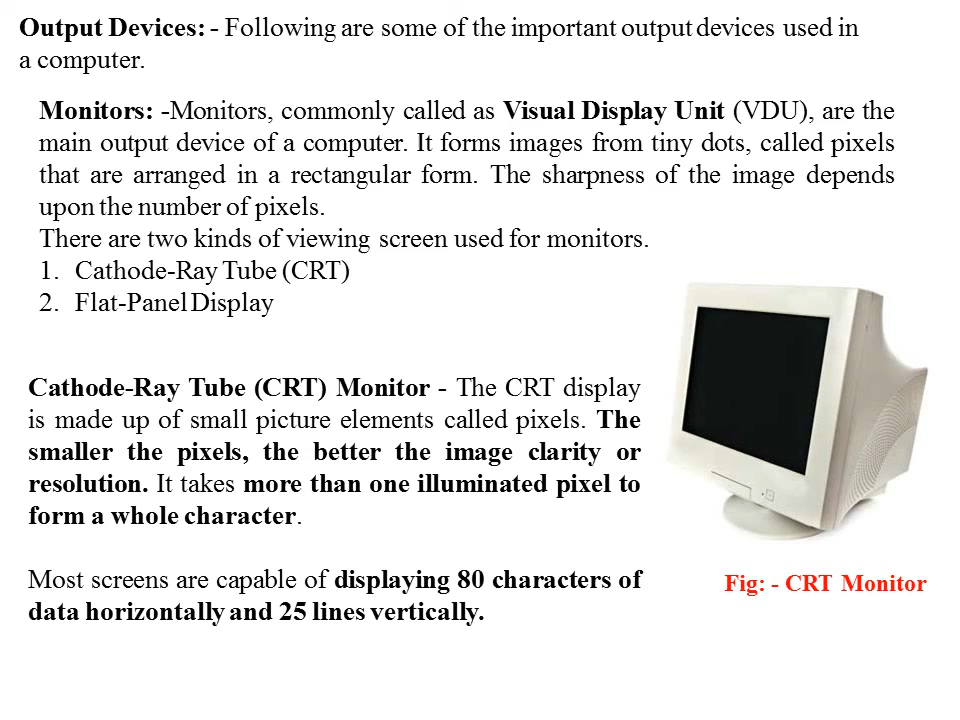 Output Devices: - Following are some of the important output devices used in
a computer.
Monitors: -Monitors, commonly called as Visual Display Unit (VDU), are the
main output device of a computer. It forms images from tiny dots, called pixels
that are arranged in a rectangular form. The sharpness of the image depends
upon the number of pixels.
There are two kinds of viewing screen used for monitors.
1. Cathode-Ray Tube (CRT)
2. Flat-Panel Display
Cathode-Ray Tube (CRT) Monitor - The CRT display
is made up of small picture elements called pixels. The
smaller the pixels, the better the image clarity or
resolution. It takes more than one illuminated pixel to
form a whole character.
Most screens are capable of displaying 80 characters of
data horizontally and 25 lines vertically.
Fig: - CRT Monitor